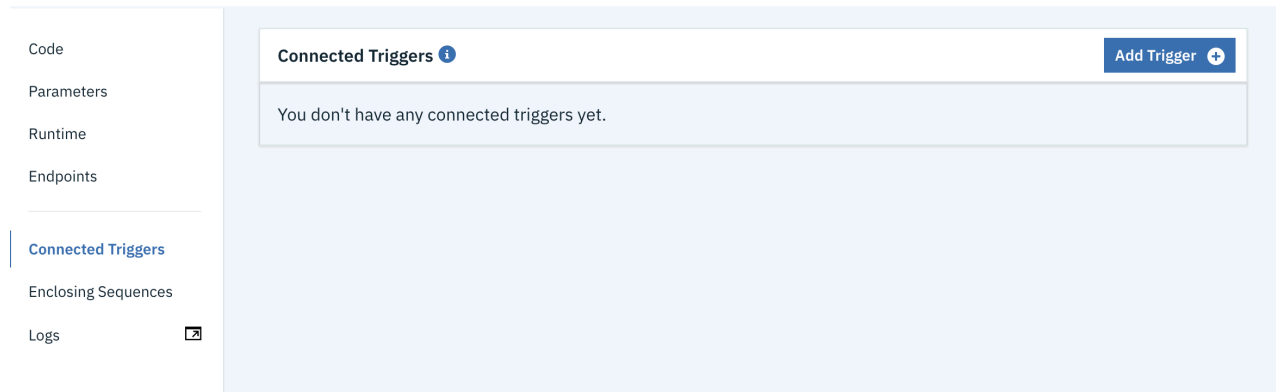 Code
Parameters
Runtime
Endpoints
Connected Triggers
Enclosing Sequences
Logs
Connected Triggers
Add Trigger
You don't have any connected triggers yet.